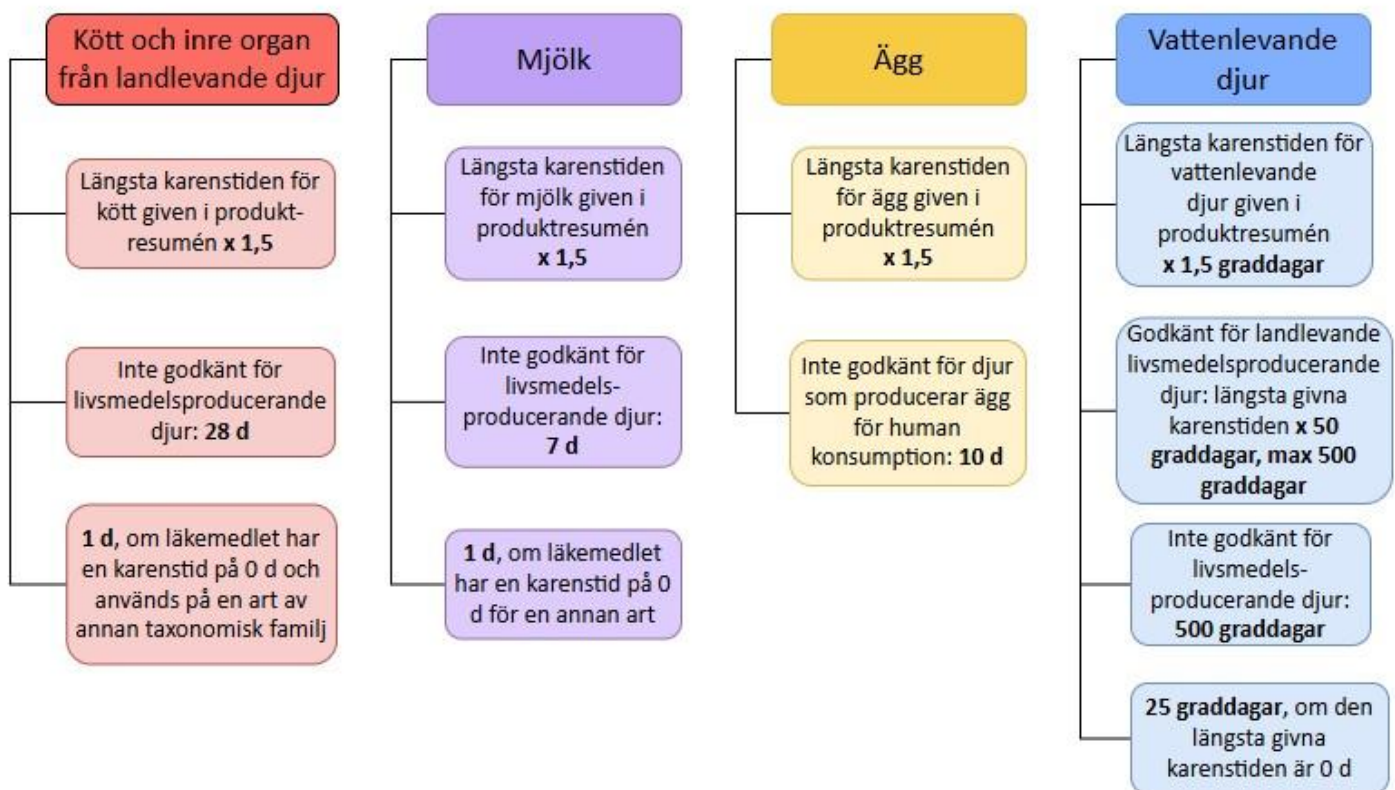 Kött och inre organ
från landlevande djur
Längsta karenstiden för
kött given i produkt-
resumén x 1,5
Inte godkänt för
livsmedelsproducerande
djur: 28 d
1 d, om läkemedlet har
en karenstid på 0 d och
används på en art av
annan taxonomisk familj
Mjölk
Längsta karenstiden
för mjölk given i
produktresumén
x 1,5
Inte godkänt för
livsmedels-
producerande djur:
7 d
1 d, om läkemedlet
har en karenstid på 0
d för en annan art
Ägg
Längsta karenstiden
för ägg given i
produktresumén
x 1,5
Inte godkänt för djur
som producerar ägg
för human
konsumption: 10 d
Vattenlevande
djur
Längsta karenstiden för
vattenlevande
djur given i
produktresumén
x 1,5 graddagar
Godkänt för landlevande
livsmedelsproducerande
djur: längsta givna
karenstiden x 50
graddagar, max 500
graddagar
Inte godkänt för
livsmedels-
producerande djur:
500 graddagar
25 graddagar, om den
längsta givna
karenstiden är 0 d